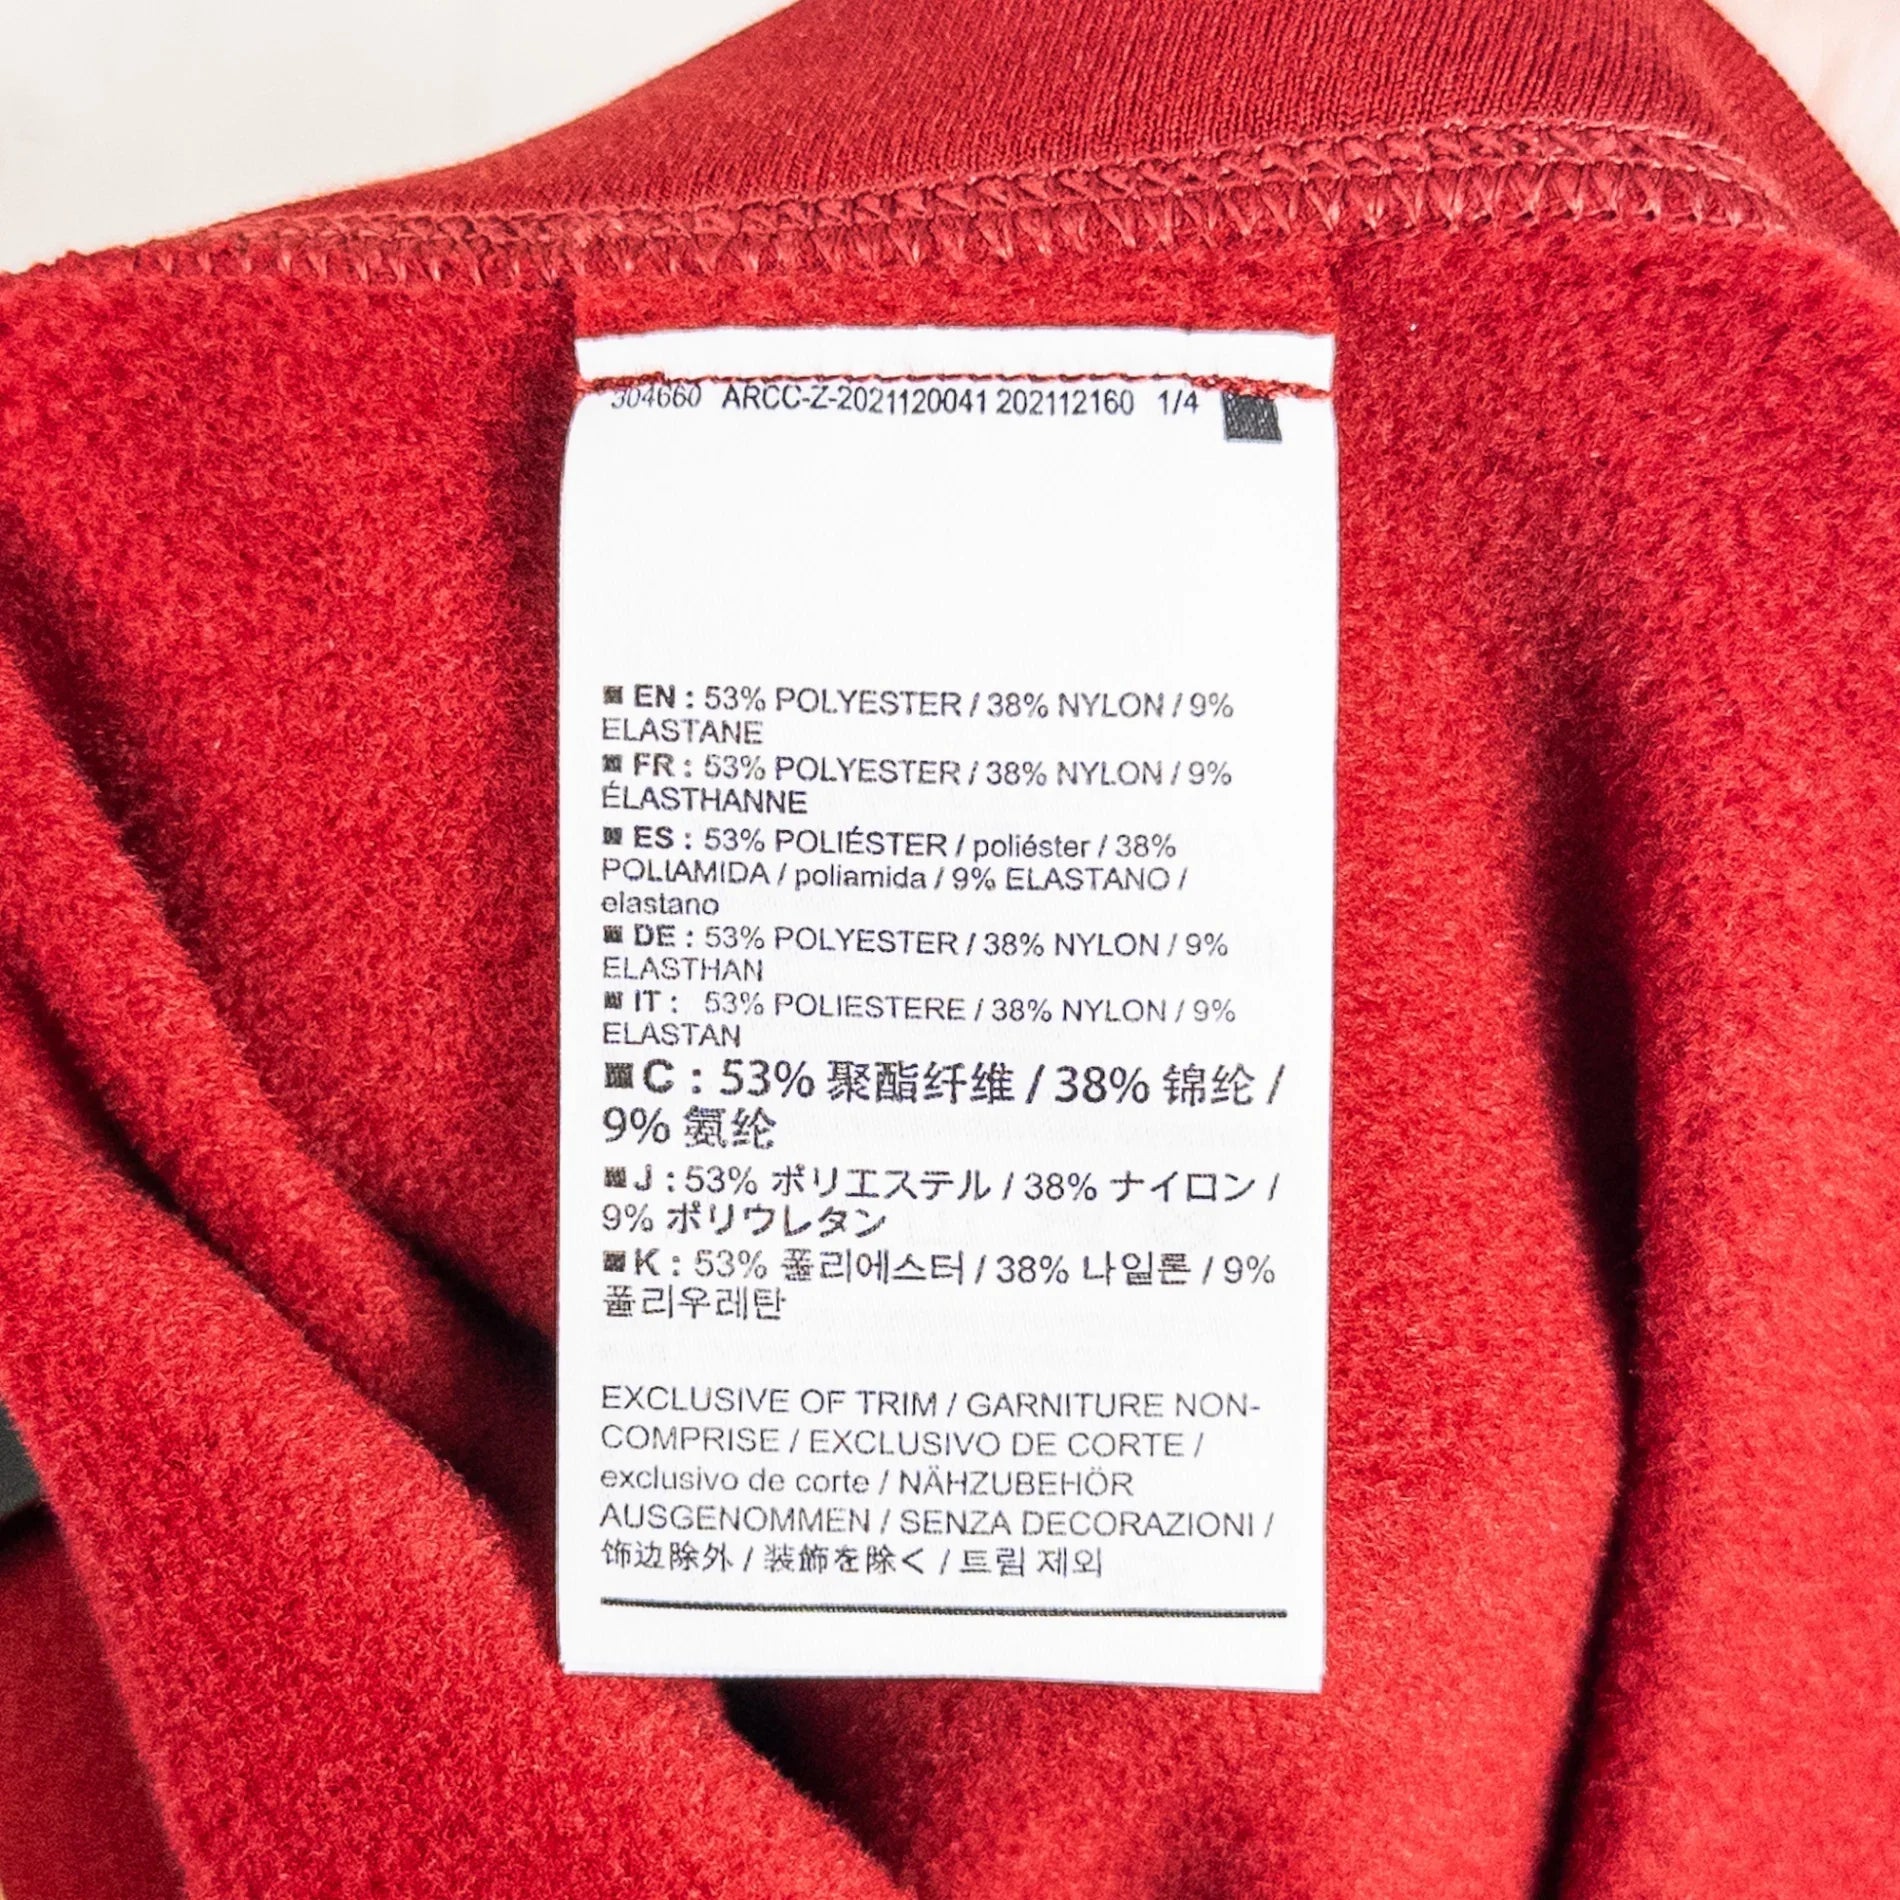 304660 ARCC-Z-2021120041 202112160 1/4
EN : 53% POLYESTER / 38% NYLON / 9%
ELASTANE
FR : 53% POLYESTER / 38% NYLON / 9%
ÉLASTHANNE
ES : 53% POLIÉSTER / poliéster / 38%
POLIAMIDA / poliamida / 9% ELASTANO /
elastano
DE : 53% POLYESTER / 38% NYLON / 9%
ELASTHAN
IT : 53% POLIESTERE / 38% NYLON / 9%
ELASTAN
C : 53% 聚酯纤维 / 38% 锦纶 /
9% 氨纶
J : 53% ポリエステル / 38% ナイロン /
9% ポリウレタン
K : 53% 폴리에스터 / 38% 나일론 / 9%
폴리우레탄
EXCLUSIVE OF TRIM / GARNITURE NON-
COMPRISE / EXCLUSIVO DE CORTE /
exclusivo de corte / NÄHZUBEHÖR
AUSGENOMMEN / SENZA DECORAZIONI /
饰边除外 / 装飾を除く / 트림 제외